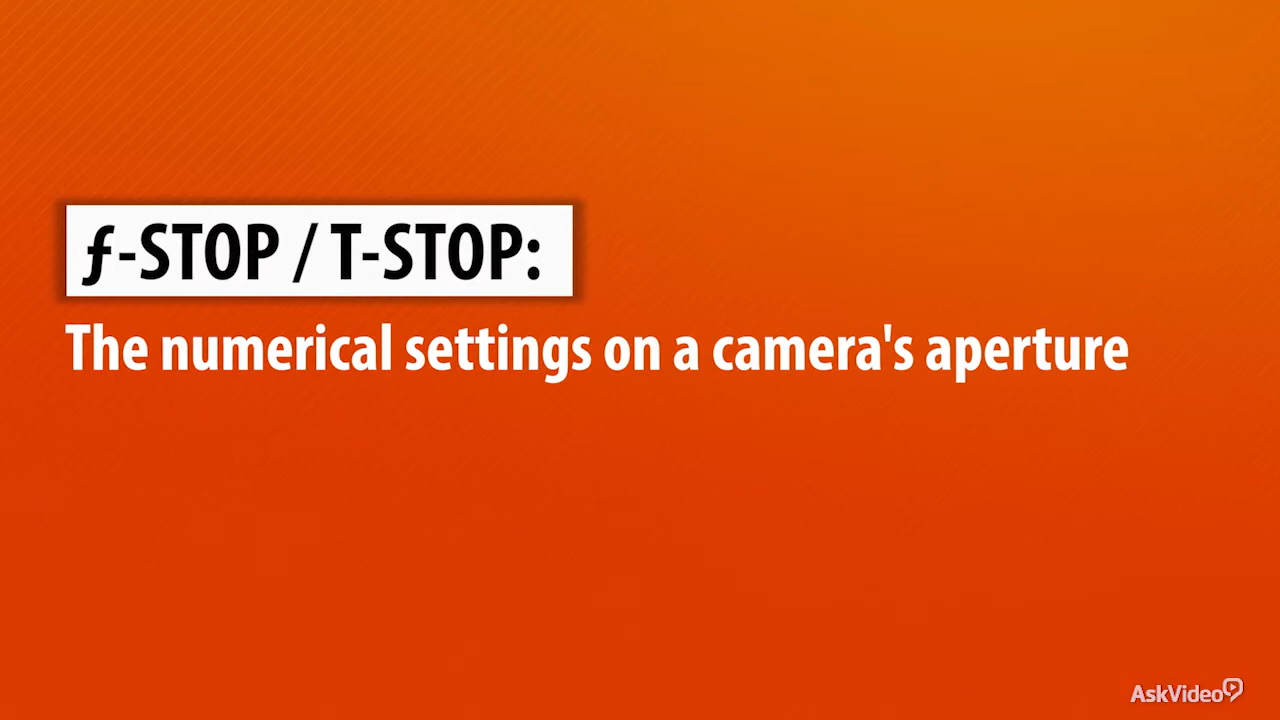 ƒ-STOP / T-STOP:
The numerical settings on a camera's aperture
AskVideo